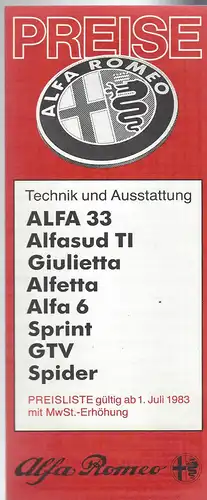 PREISE
ALFA ROMEO
Technik und Ausstattung
ALFA 33
Alfasud TI
Giulietta
Alfetta
Alfa 6
Sprint
GTV
Spider
PREISLISTE gültig ab 1. Juli 1983
mit MwSt.-Erhöhung
Alfa Romeo